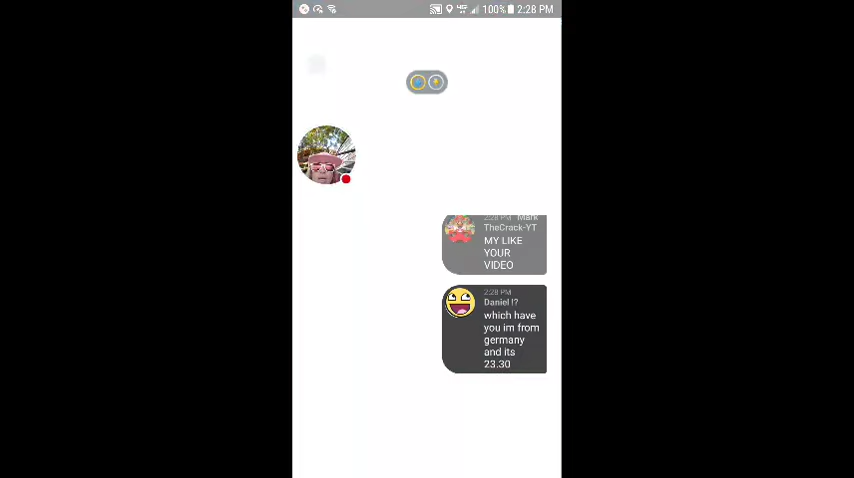 100% 2:28 PM
2:28 PM Mark
TheCrack-YT
MY LIKE
YOUR
VIDEO
2:28 PM
Daniel !?
which have
you im from
germany
and its
23.30